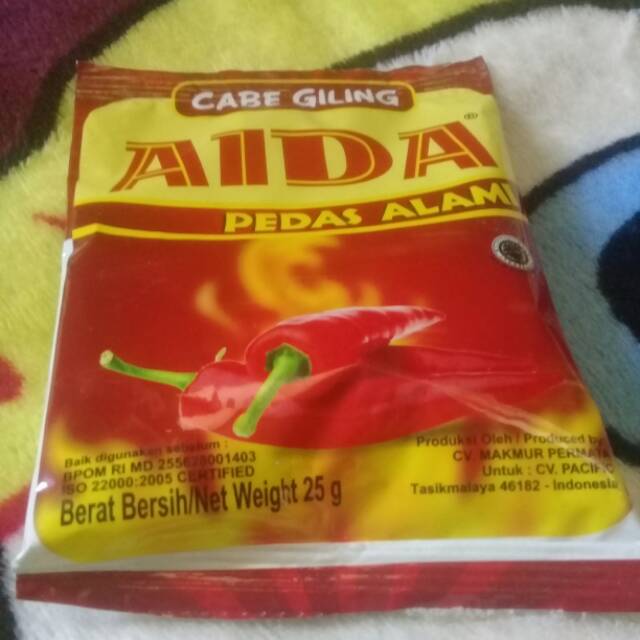 CABE GILING
AIDA®
PEDAS ALAMI
Baik digunakan sebelum :
BPOM RI MD 255628001403
ISO 22000:2005 CERTIFIED
Berat Bersih/Net Weight 25 g
Produksi Oleh / Produced by
CV. MAKMUR PERMATA
Untuk : CV. PACIFIC
Tasikmalaya 46182 - Indonesia